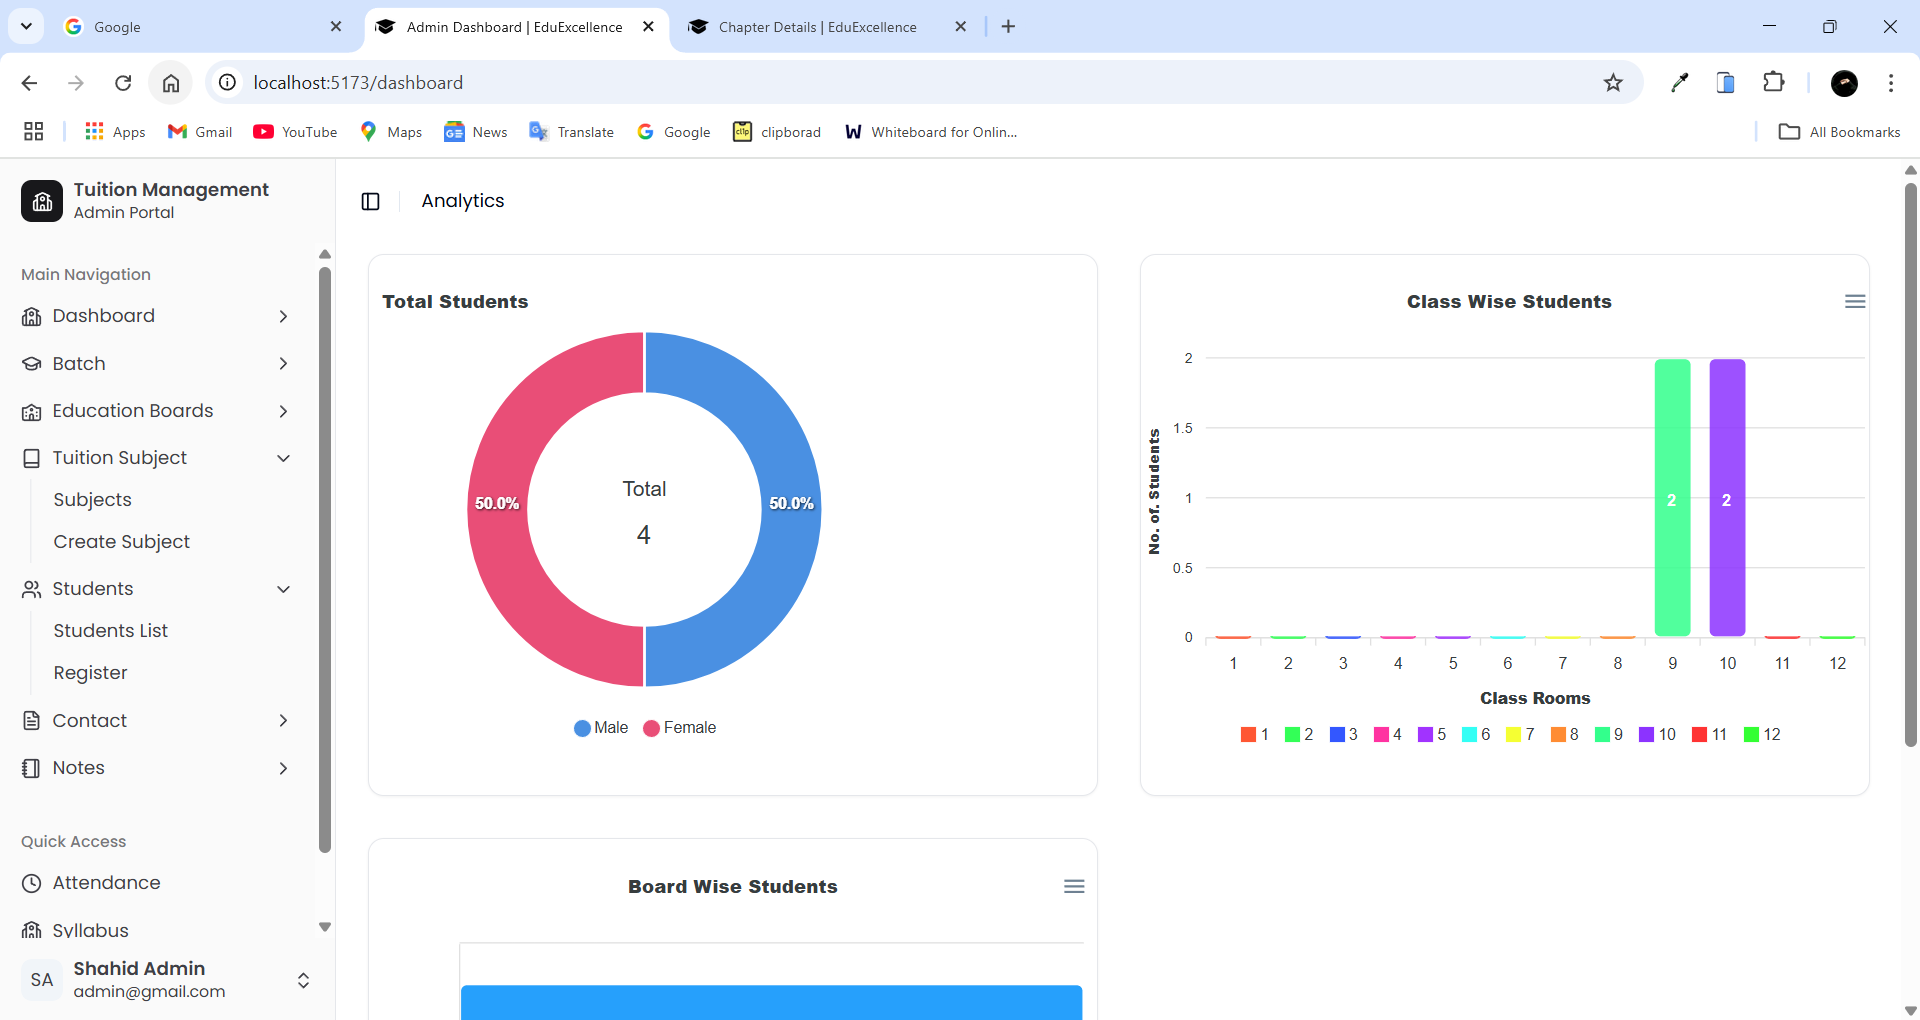 Google
Admin Dashboard | EduExcellence
Chapter Details | EduExcellence
localhost:5173/dashboard
Apps
Gmail
YouTube
Maps
News
Translate
Google
clip
clipborad
W
Whiteboard for Onlin...
All Bookmarks
Tuition Management
Admin Portal
Main Navigation
Dashboard
Batch
Education Boards
Tuition Subject
Subjects
Create Subject
Students
Students List
Register
Contact
Notes
Quick Access
Attendance
Syllabus
SA
Shahid Admin
admin@gmail.com
Analytics
Total Students
50.0%
50.0%
Total
4
Male
Female
Class Wise Students
No. of. Students
2
1.5
1
0.5
0
2
2
1 2 3 4 5 6 7 8 9 10 11 12
Class Rooms
1 2 3 4 5 6 7 8 9 10 11 12
Board Wise Students